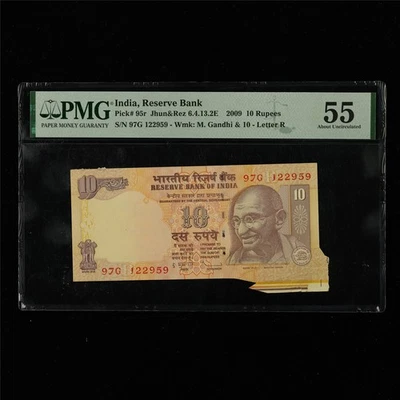 PMG
PAPER MONEY GUARANTY
India, Reserve Bank
Pick# 95r Jhun&Rez 6.4.13.2E 2009 10 Rupees
S/N 97G 122959 - Wmk: M. Gandhi & 10 - Letter R
55
About Uncirculated
10
भारतीय रिज़र्व बैंक
RESERVE BANK OF INDIA
97G 122959
10
10
दस रुपये
97G 122959